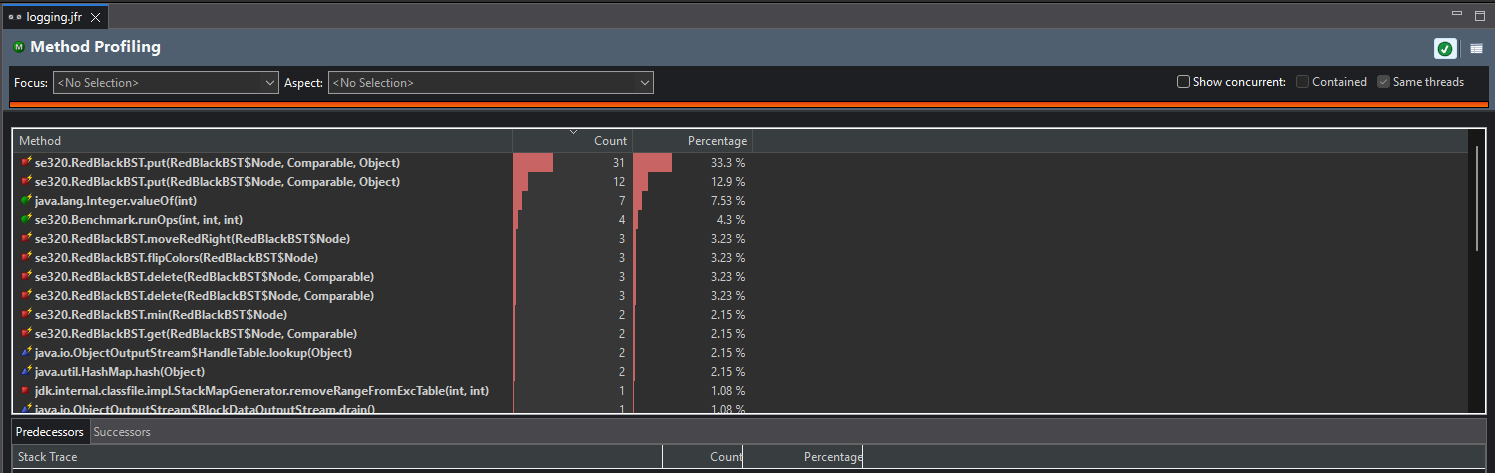 logging.jfr
Method Profiling
Focus: <No Selection> Aspect: <No Selection> Show concurrent: Contained Same threads
Method Count Percentage
se320.RedBlackBST.put(RedBlackBST$Node, Comparable, Object) 31 33.3 %
se320.RedBlackBST.put(RedBlackBST$Node, Comparable, Object) 12 12.9 %
java.lang.Integer.valueOf(int) 7 7.53 %
se320.Benchmark.runOps(int, int, int) 4 4.3 %
se320.RedBlackBST.moveRedRight(RedBlackBST$Node) 3 3.23 %
se320.RedBlackBST.flipColors(RedBlackBST$Node) 3 3.23 %
se320.RedBlackBST.delete(RedBlackBST$Node, Comparable) 3 3.23 %
se320.RedBlackBST.delete(RedBlackBST$Node, Comparable) 3 3.23 %
se320.RedBlackBST.min(RedBlackBST$Node) 2 2.15 %
se320.RedBlackBST.get(RedBlackBST$Node, Comparable) 2 2.15 %
java.io.ObjectOutputStream$HandleTable.lookup(Object) 2 2.15 %
java.util.HashMap.hash(Object) 2 2.15 %
jdk.internal.classfile.impl.StackMapGenerator.removeRangeFromExcTable(int, int) 1 1.08 %
java.io.ObjectOutputStream$BlockDataOutputStream.drain() 1 1.08 %
Predecessors Successors
Stack Trace Count Percentage